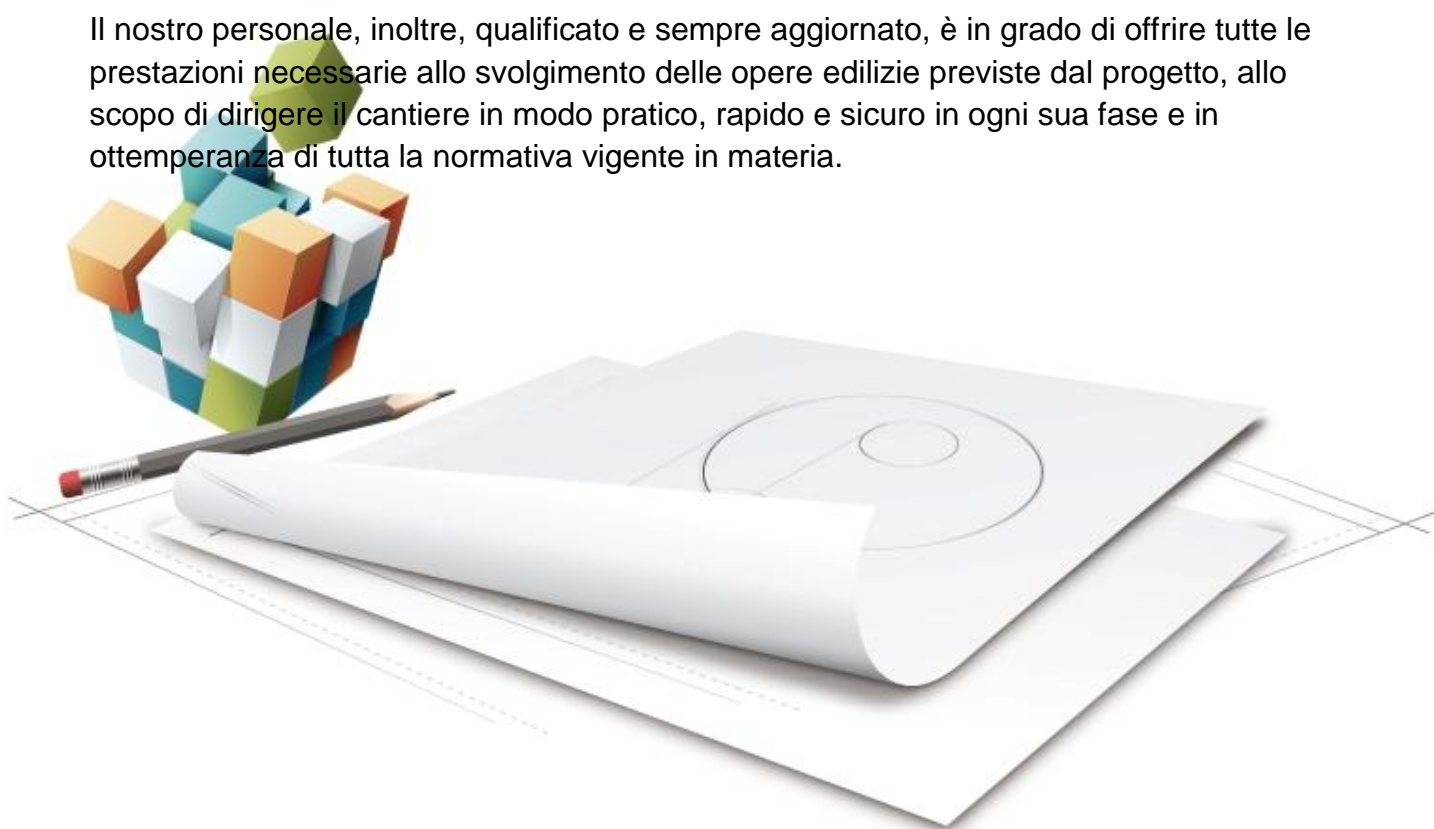 Il nostro personale, inoltre, qualificato e sempre aggiornato, è in grado di offrire tutte le
prestazioni necessarie allo svolgimento delle opere edilizie previste dal progetto, allo
scopo di dirigere il cantiere in modo pratico, rapido e sicuro in ogni sua fase e in
ottemperanza di tutta la normativa vigente in materia.